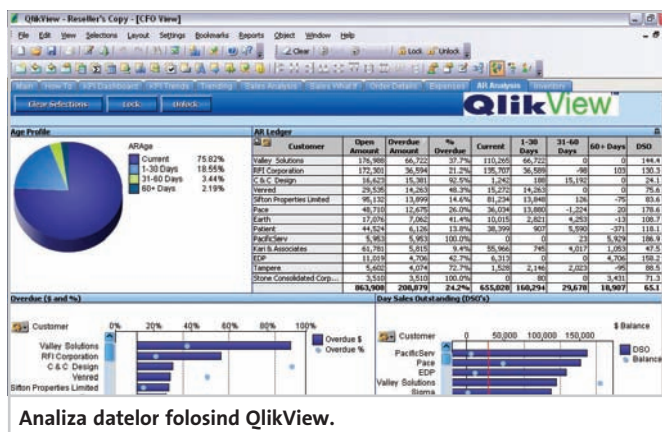 QlikView - Reseller's Copy - [CFO View]
File Edit View Selections Layout Settings Bookmarks Reports Object Window Help
Clear Lock Unlock
Main How To KPI Dashboard KPI Trends Trending Sales Analysis Sales What If Order Details Expenses AR Analysis Inventory
Clear Selections Lock Unlock
QlikView
Age Profile
ARAge
Current 75.82%
1-30 Days 18.55%
31-60 Days 3.44%
60+ Days 2.19%
AR Ledger
Customer Open Amount Overdue Amount % Overdue Current 1-30 Days 31-60 Days 60+ Days DSO
Valley Solutions 176,988 66,722 37.7% 110,265 66,722 0 0 144.4
RFI Corporation 172,301 36,594 21.2% 135,707 36,589 -98 103 130.3
C & C Design 16,623 15,381 92.5% 1,242 188 15,192 0 24.1
Venred 29,535 14,263 48.3% 15,272 14,263 0 0 75.6
Sifton Properties Limited 95,132 13,899 14.6% 81,234 13,848 126 -75 83.6
Pace 48,710 12,675 26.0% 36,034 13,880 -1,224 20 178.6
Earth 17,076 7,062 41.4% 10,015 2,821 4,253 -13 108.7
Patient 44,524 6,126 13.8% 38,399 907 5,590 -371 118.1
PacificServ 5,953 5,953 100.0% 0 0 23 5,929 186.9
Kari & Associates 61,781 5,815 9.4% 55,966 745 4,017 1,053 47.5
EDP 11,019 4,706 42.7% 6,313 0 0 4,706 158.2
Tampere 5,602 4,074 72.7% 1,528 2,146 2,023 -95 88.5
Stone Consolidated Corp... 3,510 3,510 100.0% 0 80 0 3,431 71.3
863,908 208,879 24.2% 655,028 160,294 29,678 18,907 65.1
Overdue ($ and %)
Customer 0% 20% 40% 60% 80% 100%
Overdue $
Overdue %
Valley Solutions
RFI Corporation
C & C Design
Venred
Sifton Properties Limited
Day Sales Outstanding (DSO's)
$ Balance
Customer 0 50,000 100,000 150,000
DSO
Balance
PacificServ
Pace
EDP
Valley Solutions
Sigma
Analiza datelor folosind QlikView.